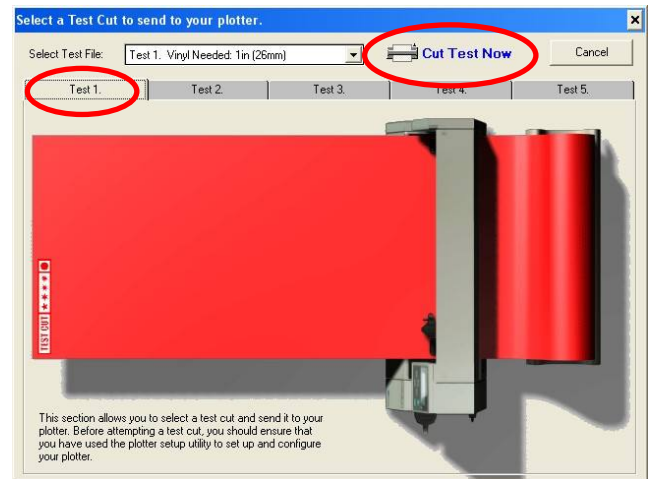 Select a Test Cut to send to your plotter.
Select Test File: Test 1. Vinyl Needed: 1in (26mm) Cut Test Now Cancel
Test 1. Test 2. Test 3. Test 4. Test 5.
TEST CUT
This section allows you to select a test cut and send it to your
plotter. Before attempting a test cut, you should ensure that
you have used the plotter setup utility to set up and configure
your plotter.